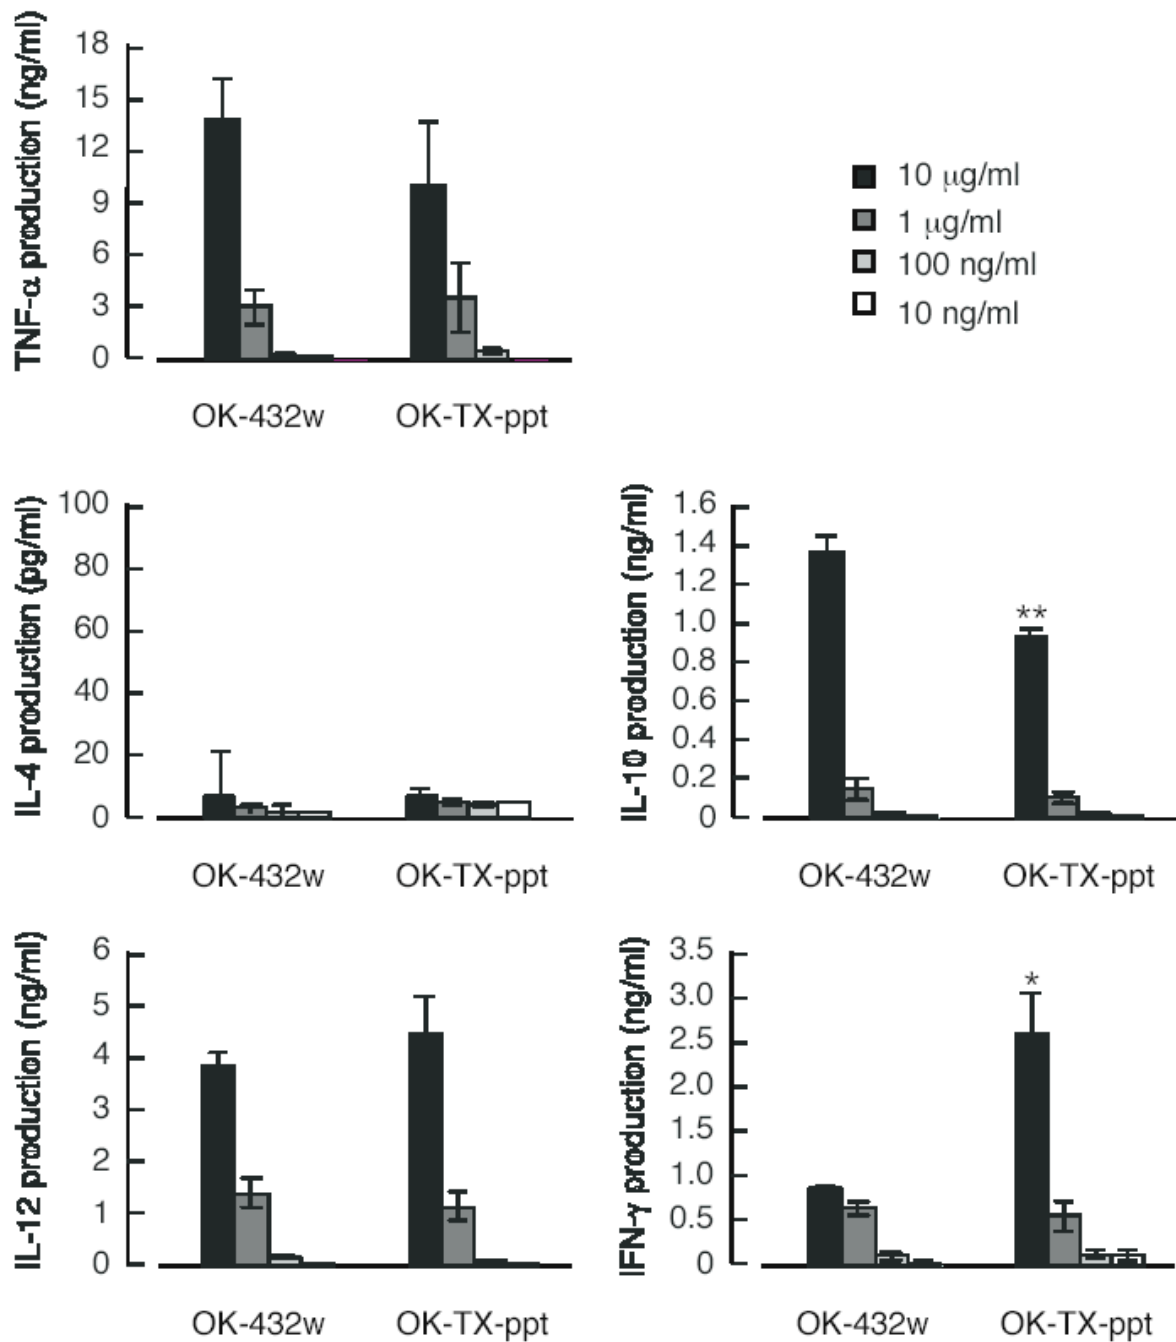 TNF-α production (ng/ml)
18
15
12
9
6
3
0
OK-432w
OK-TX-ppt
10 µg/ml
1 µg/ml
100 ng/ml
10 ng/ml
IL-4 production (pg/ml)
100
80
60
40
20
0
OK-432w
OK-TX-ppt
IL-10 production (ng/ml)
1.6
1.4
1.2
1.0
0.8
0.6
0.4
0.2
0
**
OK-432w
OK-TX-ppt
IL-12 production (ng/ml)
6
5
4
3
2
1
0
OK-432w
OK-TX-ppt
IFN-γ production (ng/ml)
3.5
3.0
2.5
2.0
1.5
1.0
0.5
0
*
OK-432w
OK-TX-ppt